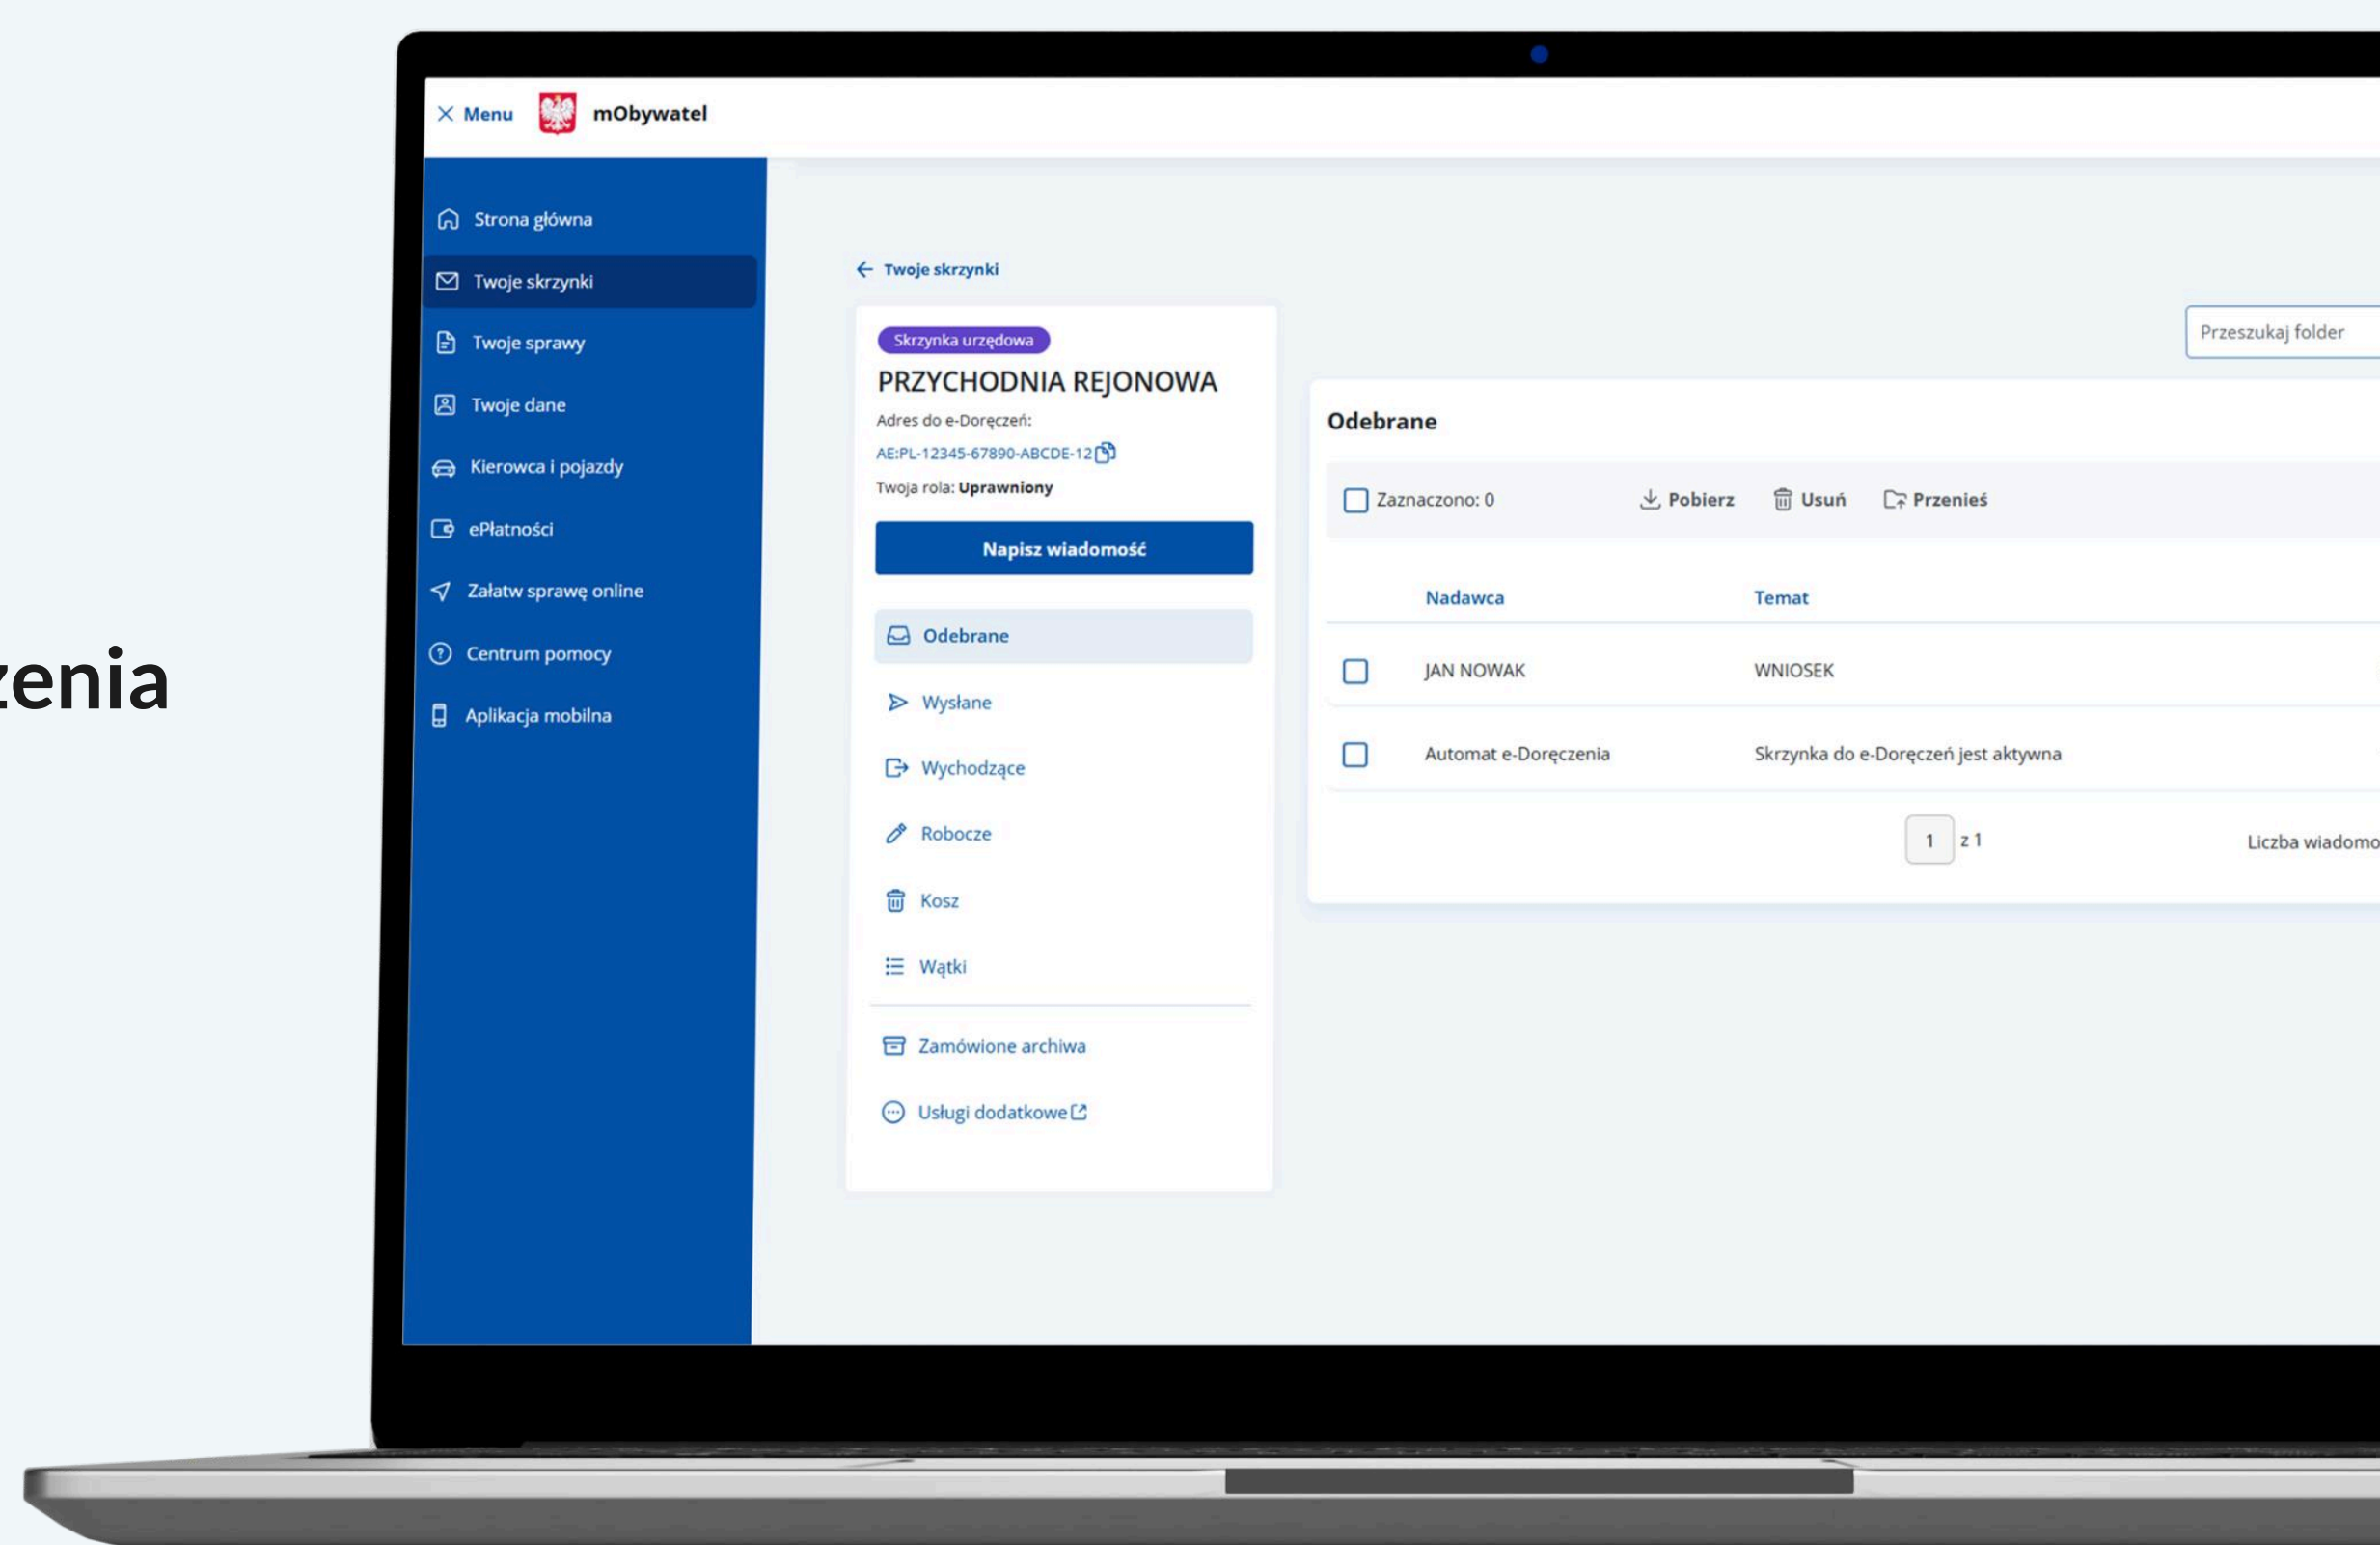 zenia
Menu
mObywatel
Strona główna
Twoje skrzynki
Twoje sprawy
Twoje dane
Kierowca i pojazdy
ePłatności
Załatw sprawę online
Centrum pomocy
Aplikacja mobilna
Twoje skrzynki
Skrzynka urzędowa
PRZYCHODNIA REJONOWA
Adres do e-Doręczeń:
AE:PL-12345-67890-ABCDE-12
Twoja rola: Uprawniony
Napisz wiadomość
Odebrane
Wysłane
Wychodzące
Robocze
Kosz
Wątki
Zamówione archiwa
Usługi dodatkowe
Przeszukaj folder
Odebrane
Zaznaczono: 0 Pobierz Usuń Przenieś
Nadawca Temat
JAN NOWAK WNIOSEK
Automat e-Doręczenia Skrzynka do e-Doręczeń jest aktywna
1 z 1 Liczba wiadomo